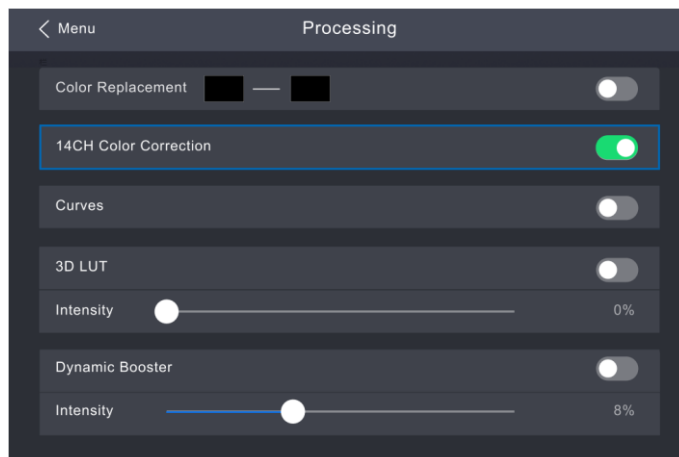 Menu
Processing
Color Replacement
14CH Color Correction
Curves
3D LUT
Intensity 0%
Dynamic Booster
Intensity 8%